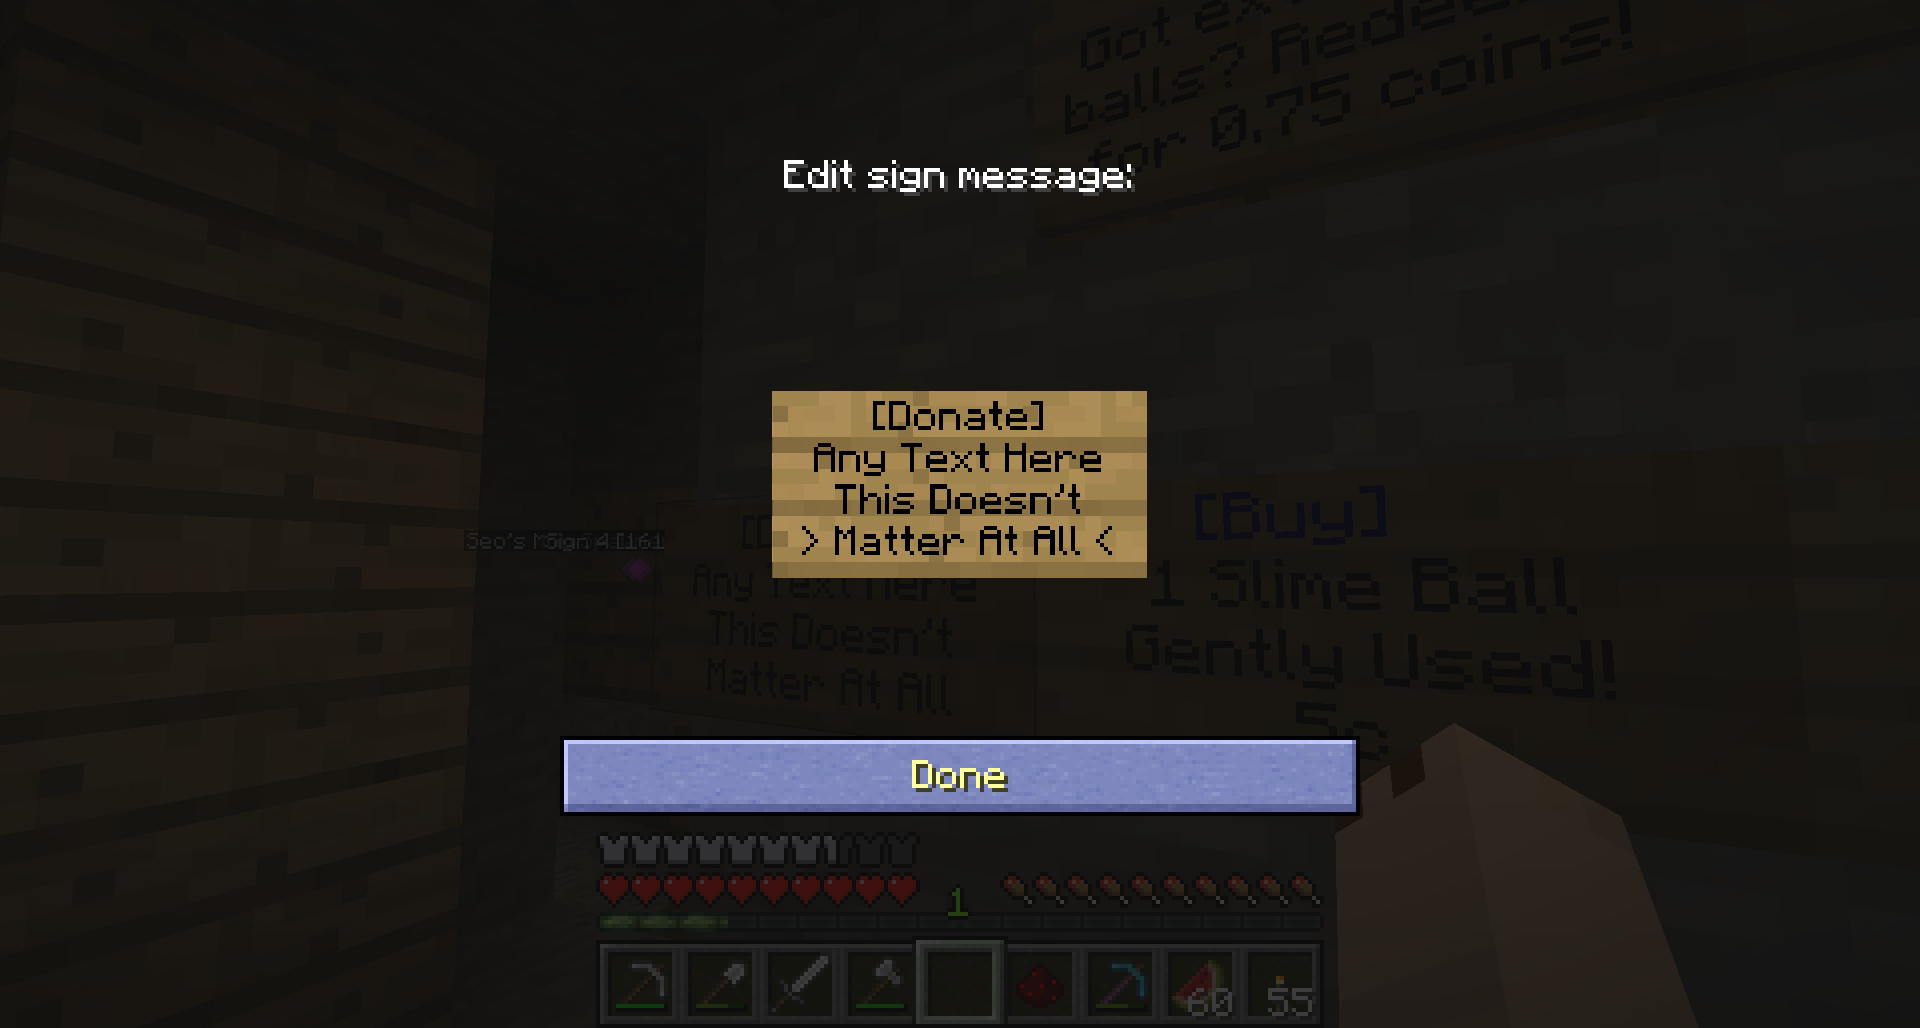 Got ex
balls? Redee
for 0.75 coins!
Edit sign message:
[Donate]
Any Text Here
This Doesn't
> Matter At All <
[Buy]
1 Slime Ball
Gently Used!
[D
Any Text Here
This Doesn't
Matter At All
Done
1
60
55